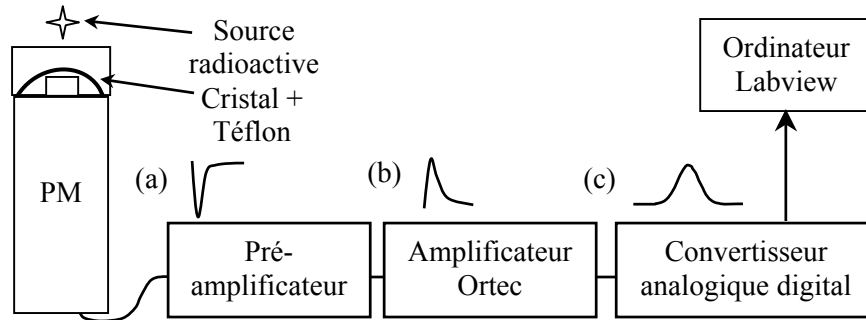 Source
radioactive
Cristal +
Téflon
Ordinateur
Labview
PM
(a)
(b)
(c)
Pré-
amplificateur
Amplificateur
Ortec
Convertisseur
analogique digital